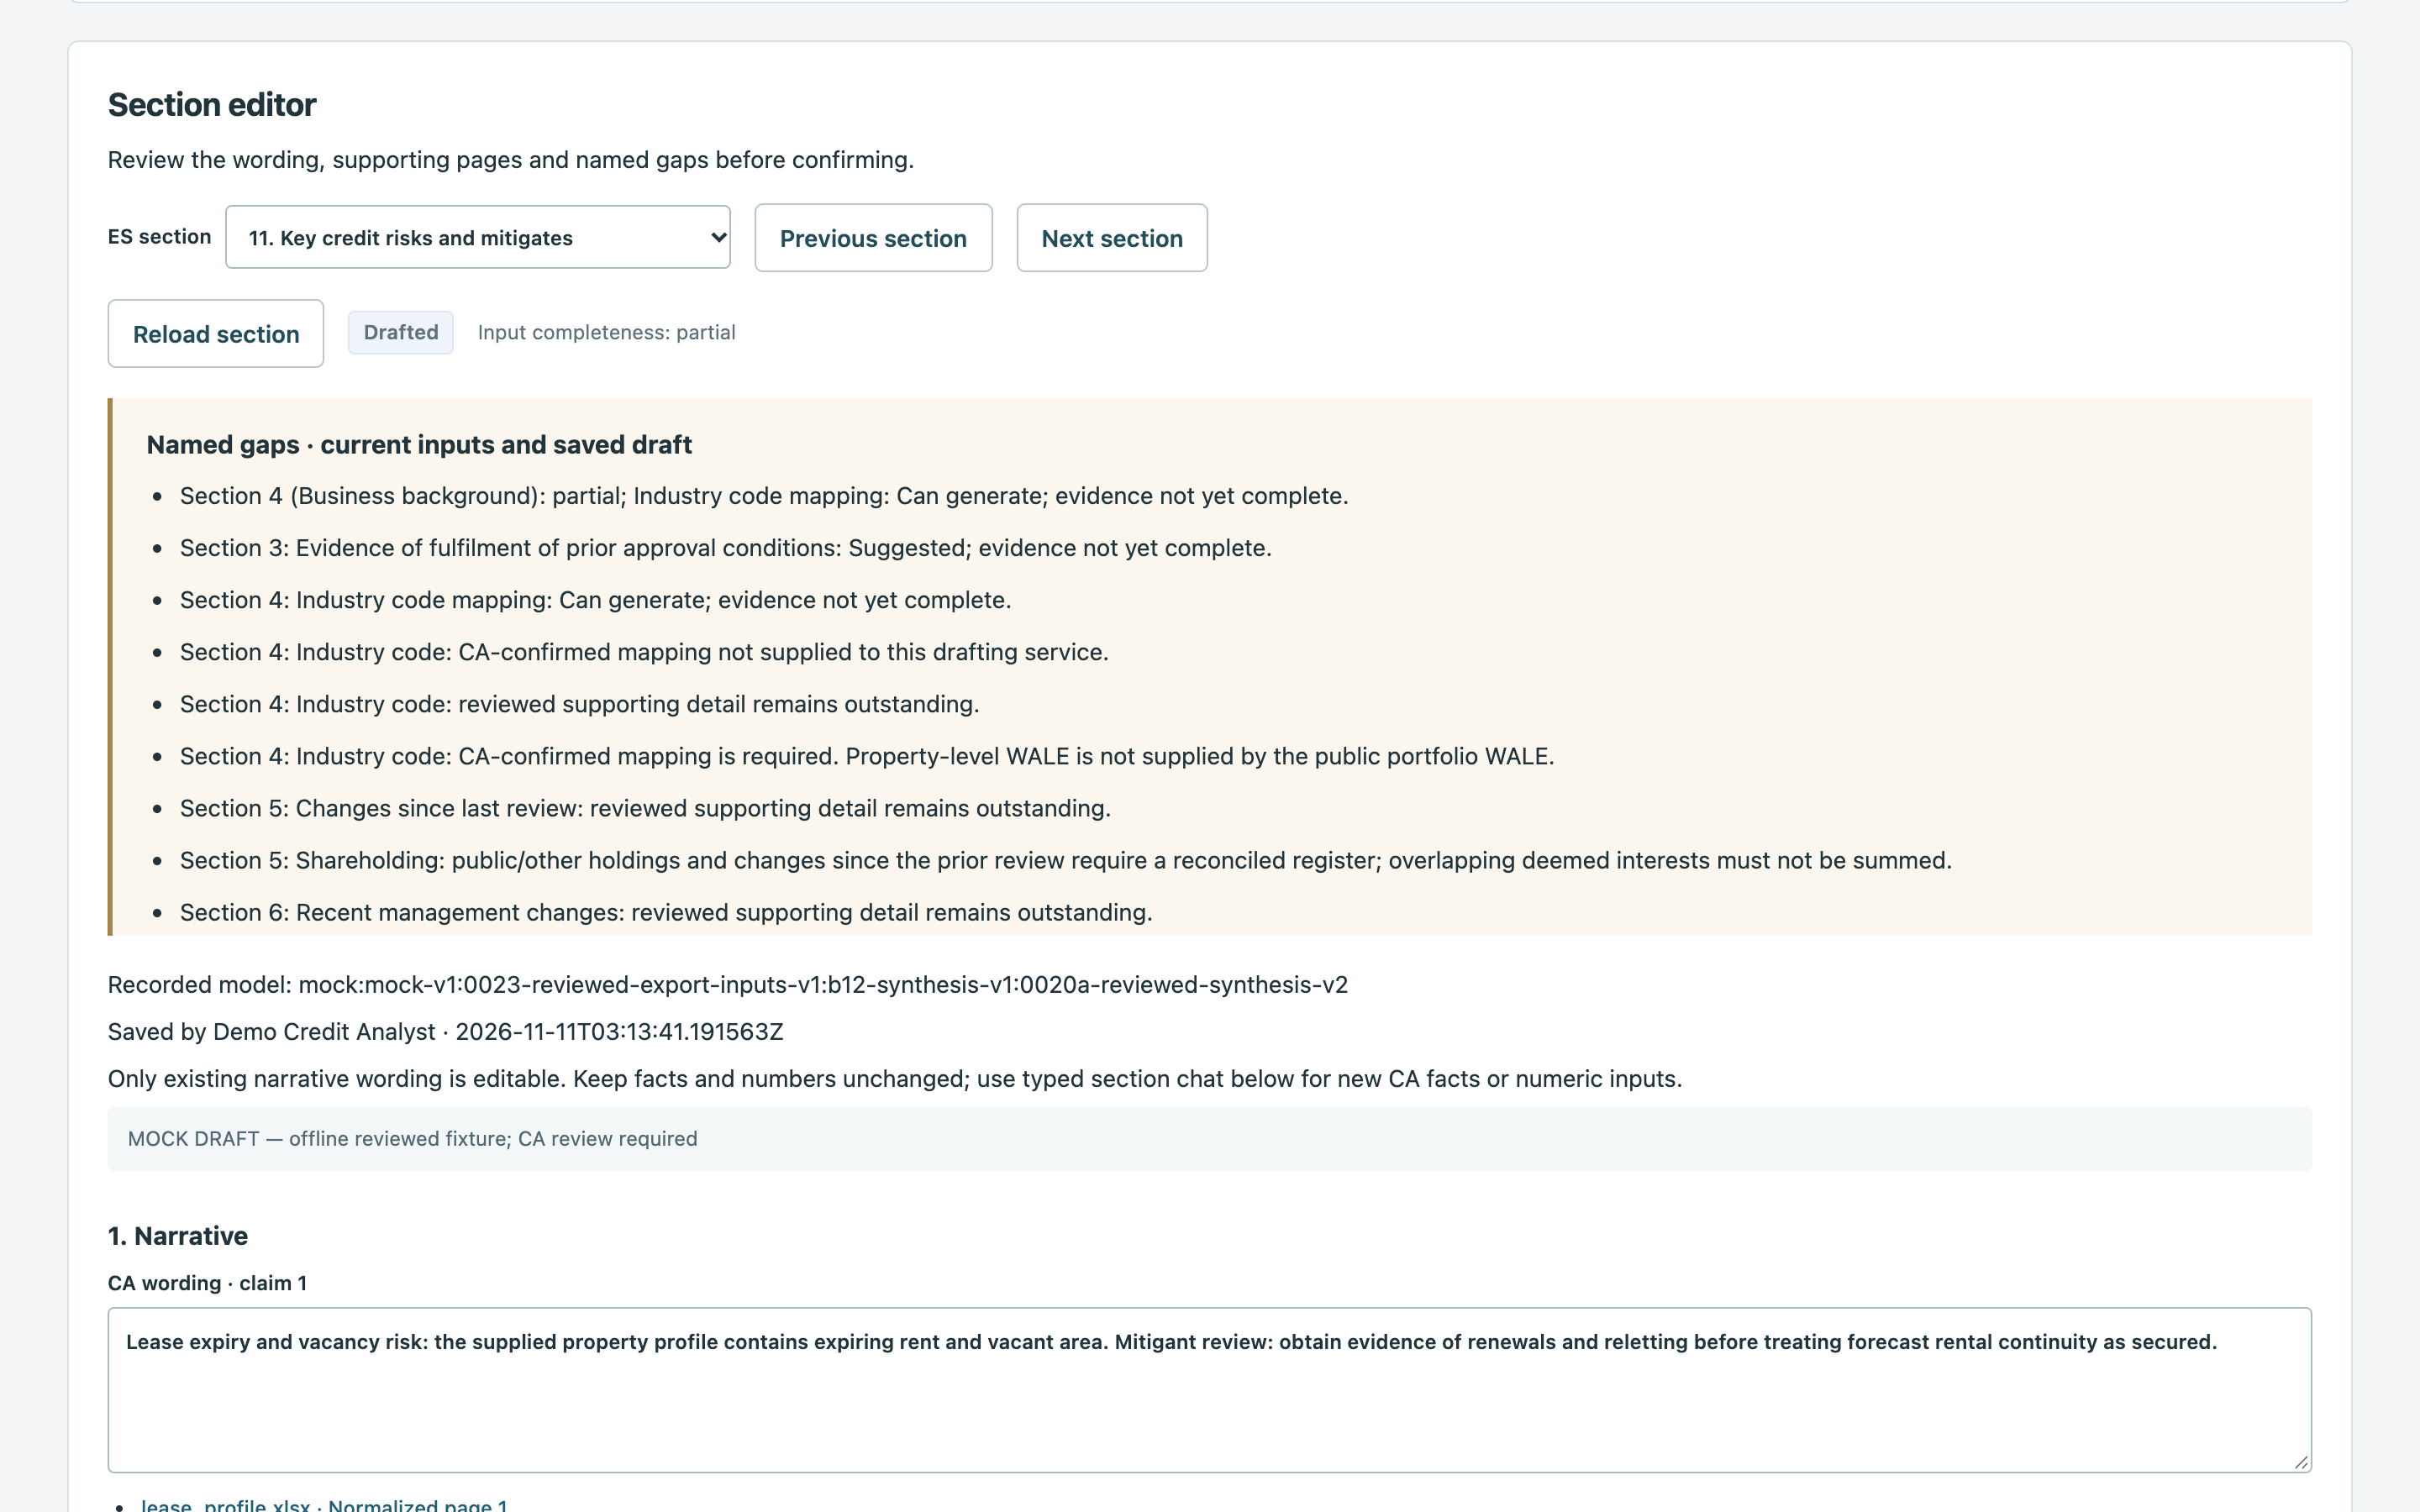 Section editor
Review the wording, supporting pages and named gaps before confirming.
ES section 11. Key credit risks and mitigates Previous section Next section
Reload section Drafted Input completeness: partial
Named gaps · current inputs and saved draft
• Section 4 (Business background): partial; Industry code mapping: Can generate; evidence not yet complete.
• Section 3: Evidence of fulfilment of prior approval conditions: Suggested; evidence not yet complete.
• Section 4: Industry code mapping: Can generate; evidence not yet complete.
• Section 4: Industry code: CA-confirmed mapping not supplied to this drafting service.
• Section 4: Industry code: reviewed supporting detail remains outstanding.
• Section 4: Industry code: CA-confirmed mapping is required. Property-level WALE is not supplied by the public portfolio WALE.
• Section 5: Changes since last review: reviewed supporting detail remains outstanding.
• Section 5: Shareholding: public/other holdings and changes since the prior review require a reconciled register; overlapping deemed interests must not be summed.
• Section 6: Recent management changes: reviewed supporting detail remains outstanding.
Recorded model: mock:mock-v1:0023-reviewed-export-inputs-v1:b12-synthesis-v1:0020a-reviewed-synthesis-v2
Saved by Demo Credit Analyst · 2026-11-11T03:13:41.191563Z
Only existing narrative wording is editable. Keep facts and numbers unchanged; use typed section chat below for new CA facts or numeric inputs.
MOCK DRAFT — offline reviewed fixture; CA review required
1. Narrative
CA wording · claim 1
Lease expiry and vacancy risk: the supplied property profile contains expiring rent and vacant area. Mitigant review: obtain evidence of renewals and reletting before treating forecast rental continuity as secured.
• lease_profile.xlsx · Normalized page 1